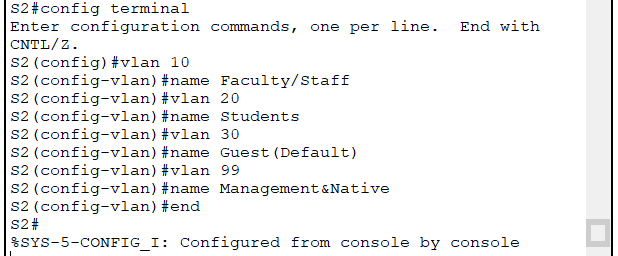 S2#config terminal
Enter configuration commands, one per line.  End with
CNTL/Z.
S2(config)#vlan 10
S2(config-vlan)#name Faculty/Staff
S2(config-vlan)#vlan 20
S2(config-vlan)#name Students
S2(config-vlan)#vlan 30
S2(config-vlan)#name Guest(Default)
S2(config-vlan)#vlan 99
S2(config-vlan)#name Management&Native
S2(config-vlan)#end
S2#
%SYS-5-CONFIG_I: Configured from console by console